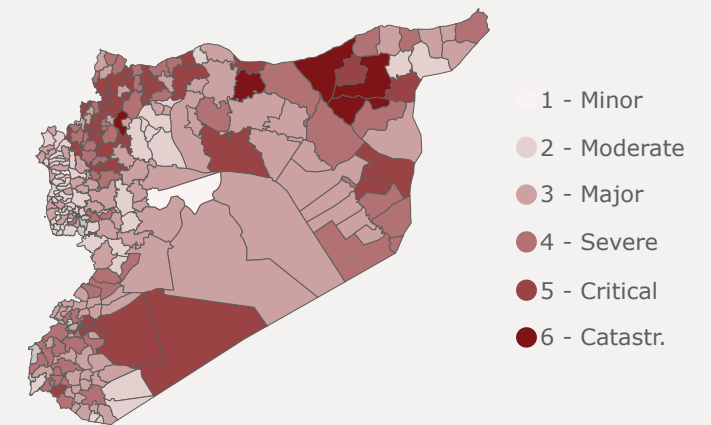 1 - Minor
2 - Moderate
3 - Major
4 - Severe
5 - Critical
6 - Catastr.